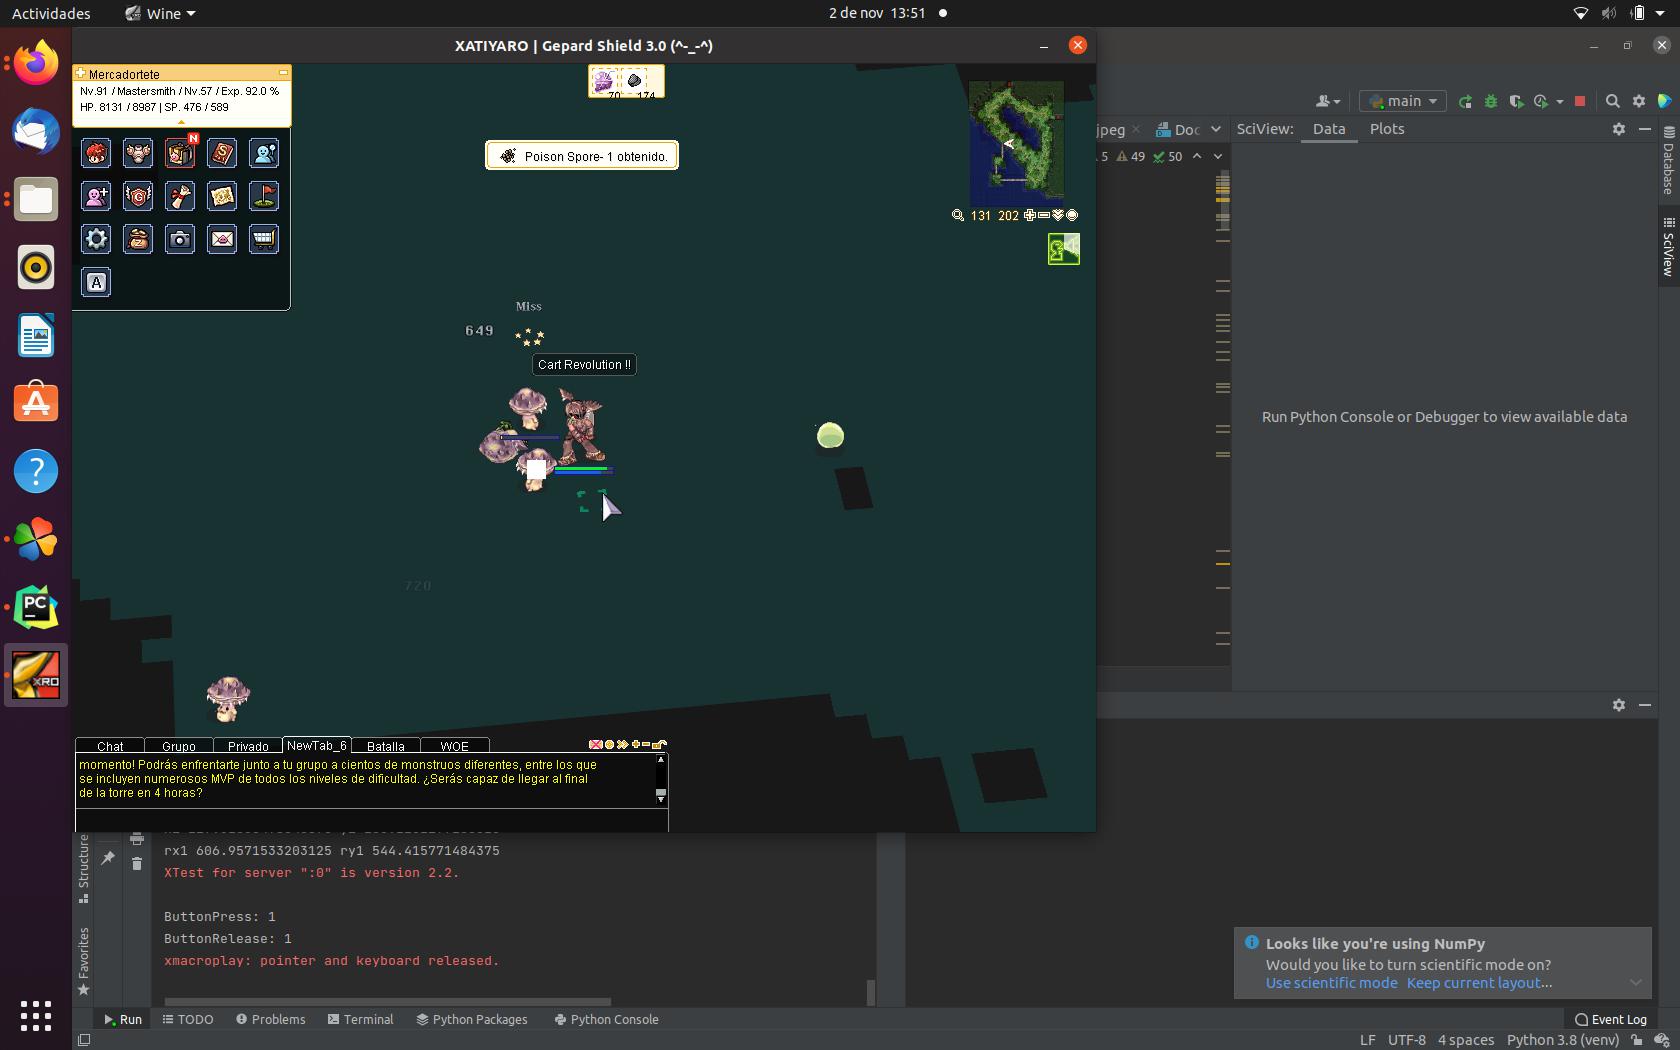 Actividades
Wine
2 de nov 13:51
XATIYARO | Gepard Shield 3.0 (^-_-^)
Mercadortete
Nv.91 / Mastersmith / Nv.57 / Exp. 92.0 %
HP. 8131 / 8987 | SP. 476 / 589
N
A
70 174
Poison Spore- 1 obtenido.
131 202
Miss
649
Cart Revolution !!
720
Chat Grupo Privado NewTab_6 Batalla WOE
momento! Podrás enfrentarte junto a tu grupo a cientos de monstruos diferentes, entre los que
se incluyen numerosos MVP de todos los niveles de dificultad. ¿Serás capaz de llegar al final
de la torre en 4 horas?
main
jpeg
Doc
SciView: Data Plots
5 49 50
Database
SciView
Run Python Console or Debugger to view available data
PC
XRO
Structure
Favorites
rx1 606.9571533203125 ry1 544.415771484375
XTest for server ":0" is version 2.2.
ButtonPress: 1
ButtonRelease: 1
xmacroplay: pointer and keyboard released.
Looks like you're using NumPy
Would you like to turn scientific mode on?
Use scientific mode Keep current layout...
Run TODO Problems Terminal Python Packages Python Console
Event Log
LF UTF-8 4 spaces Python 3.8 (venv)